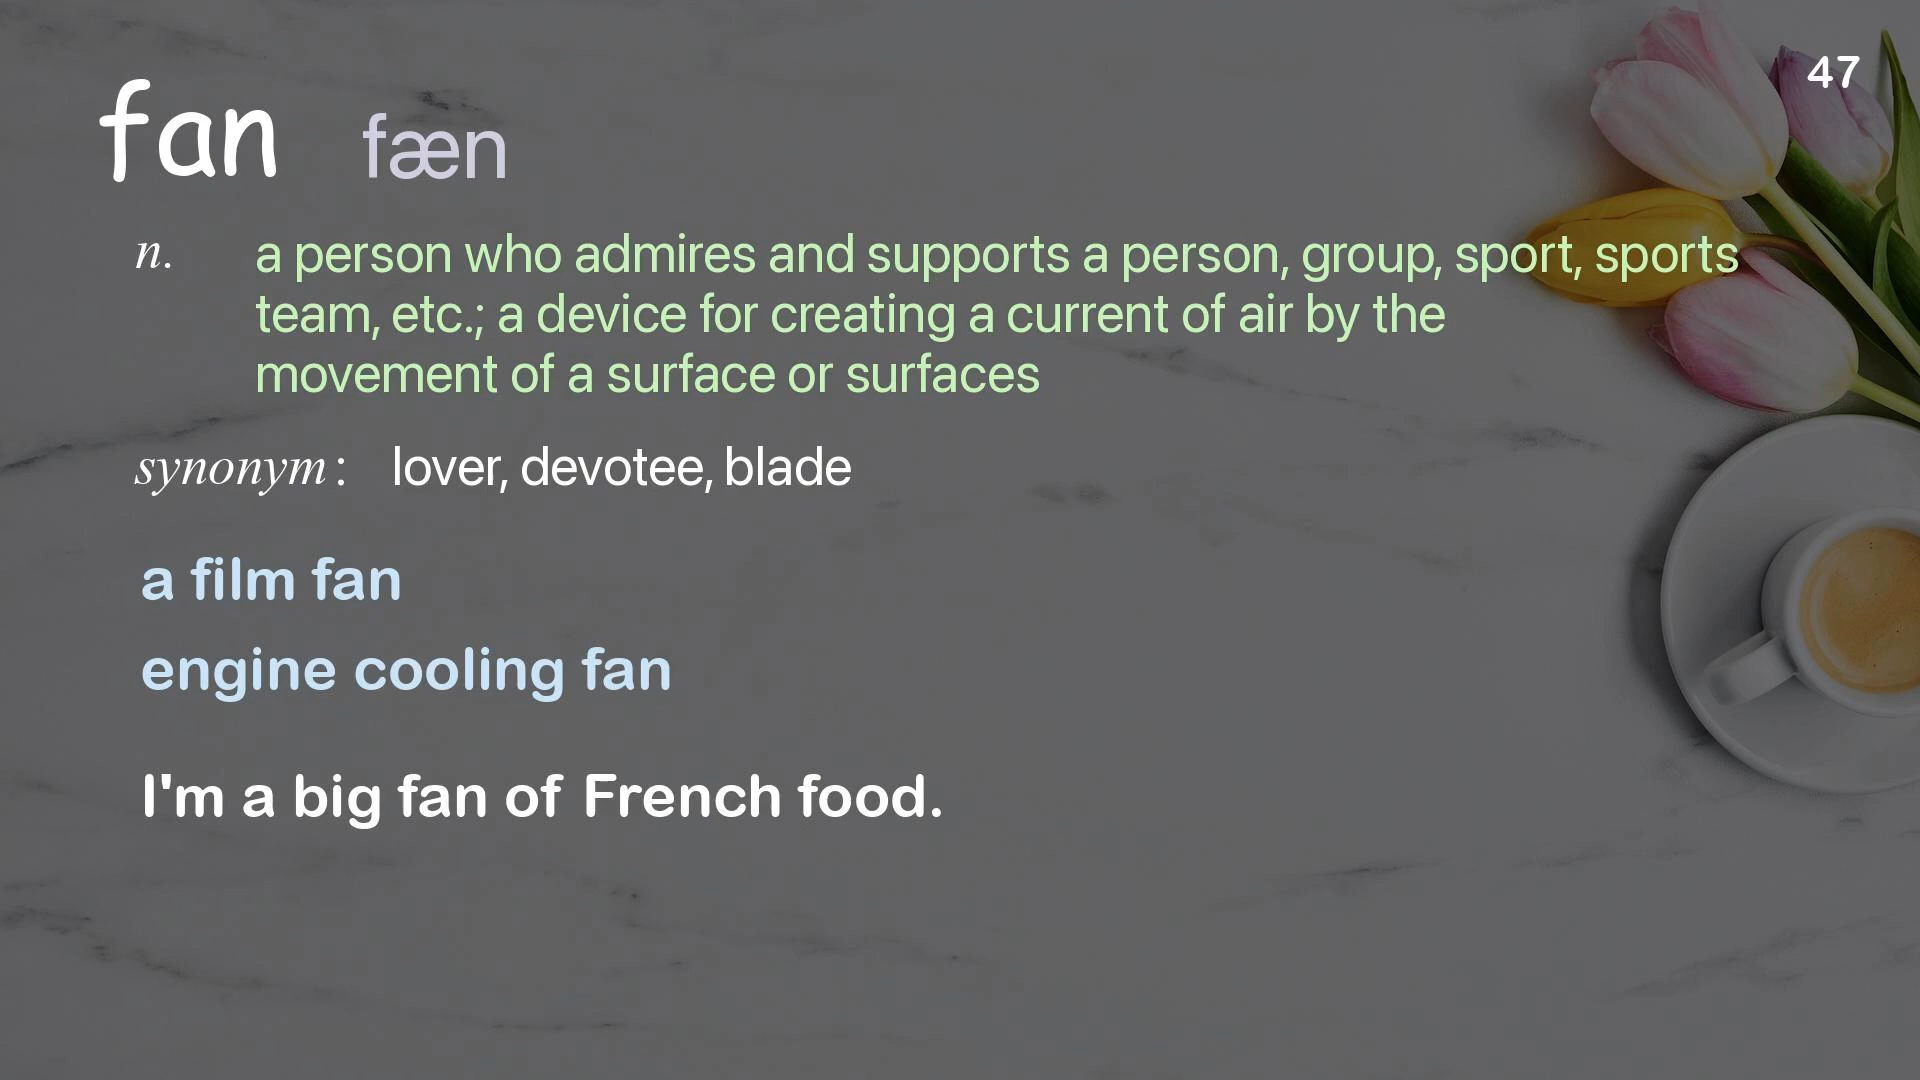 47
fan fæn
n. a person who admires and supports a person, group, sport, sports
team, etc.; a device for creating a current of air by the
movement of a surface or surfaces
synonym: lover, devotee, blade
a film fan
engine cooling fan
I'm a big fan of French food.